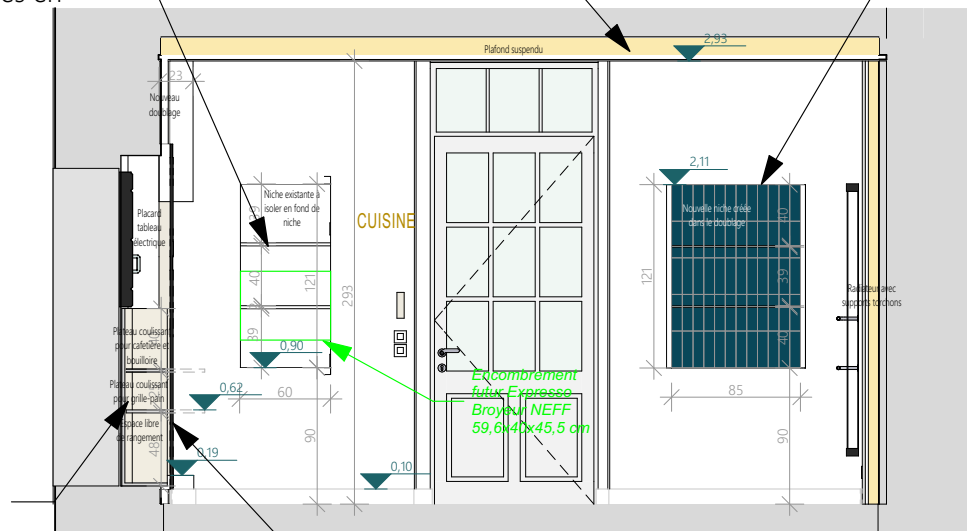 Plafond suspendu
2,93
23
Nouveau
doublage
2,11
Niche existante à
isoler en fond de
niche
39
CUISINE
Nouvelle niche créée
dans le doublage
40
Placard
tableau
électrique
40
121
293
121
39
Radiateur avec
supports torchons
Plateau coulissant
pour cafetière et
bouilloire
39
0,90
40
Plateau coulissant
pour grille-pain
0,62
60
Encombrement
futur Expresso
Broyeur NEFF
59,6x40x45,5 cm
85
Espace libre
de rangement
48
90
90
0,19
0,10